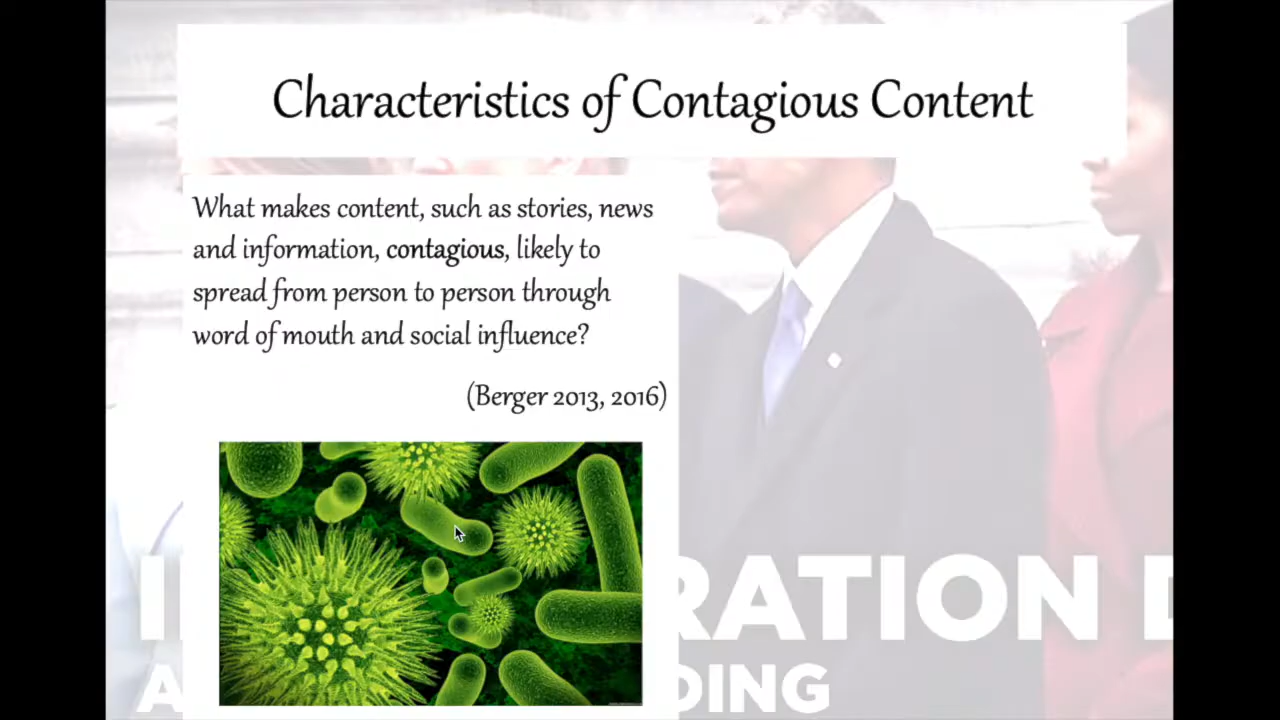 Characteristics of Contagious Content
What makes content, such as stories, news
and information, contagious, likely to
spread from person to person through
word of mouth and social influence?
(Berger 2013, 2016)
RATION
DING